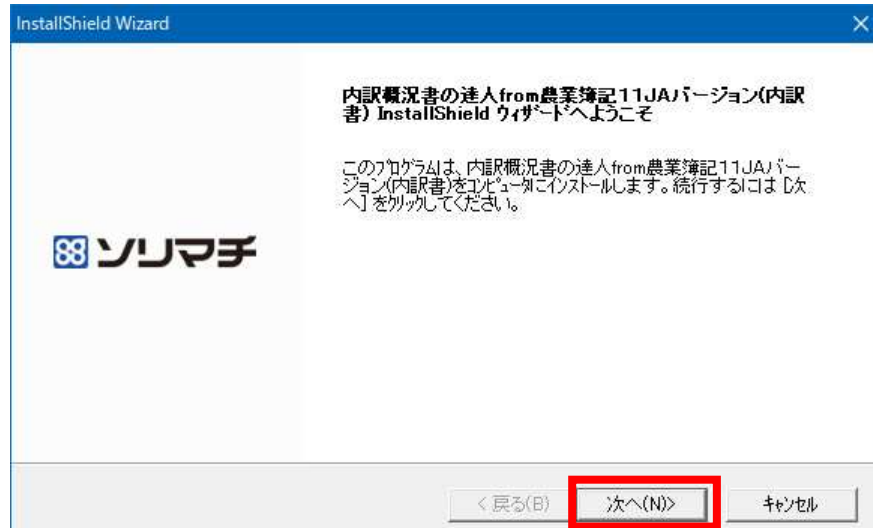 InstallShield Wizard
内訳概況書の達人from農業簿記11JAバージョン(内訳
書) InstallShield ウィザードへようこそ
このプログラムは、内訳概況書の達人from農業簿記11JAバー
ジョン(内訳書)をコンピュータにインストールします。続行するには [次
へ] をクリックしてください。
ソリマチ
< 戻る(B)
次へ(N)>
キャンセル